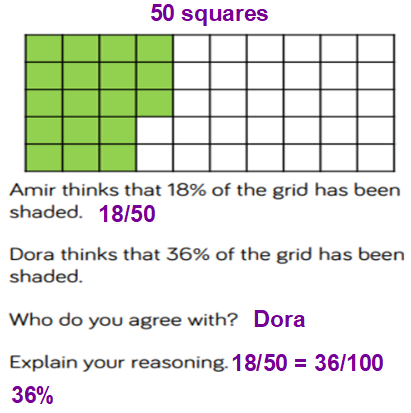 50 squares
Amir thinks that 18% of the grid has been
shaded. 18/50
Dora thinks that 36% of the grid has been
shaded.
Who do you agree with? Dora
Explain your reasoning. 18/50 = 36/100
36%